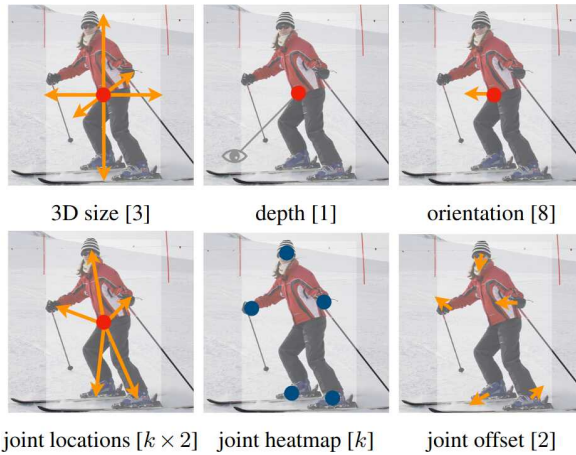 3D size [3] depth [1] orientation [8]
joint locations [k × 2] joint heatmap [k] joint offset [2]